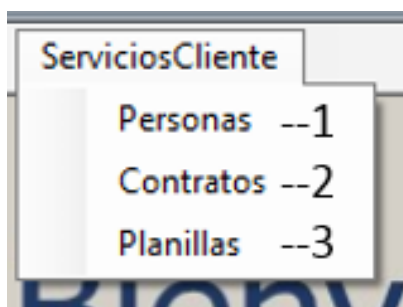 ServiciosCliente
Personas --1
Contratos --2
Planillas --3